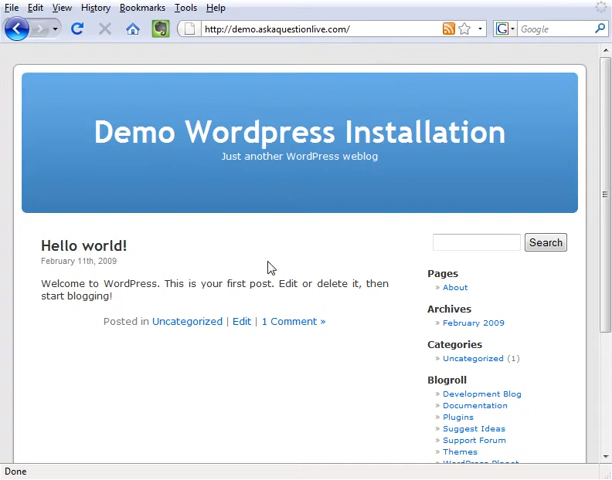 File Edit View History Bookmarks Tools Help
http://demo.askaquestionlive.com/ G Google
Demo Wordpress Installation
Just another WordPress weblog
Hello world!
February 11th, 2009
Welcome to WordPress. This is your first post. Edit or delete it, then
start blogging!
Posted in Uncategorized | Edit | 1 Comment »
Search
Pages
» About
Archives
» February 2009
Categories
» Uncategorized (1)
Blogroll
» Development Blog
» Documentation
» Plugins
» Suggest Ideas
» Support Forum
» Themes
» WordPress Planet
Done